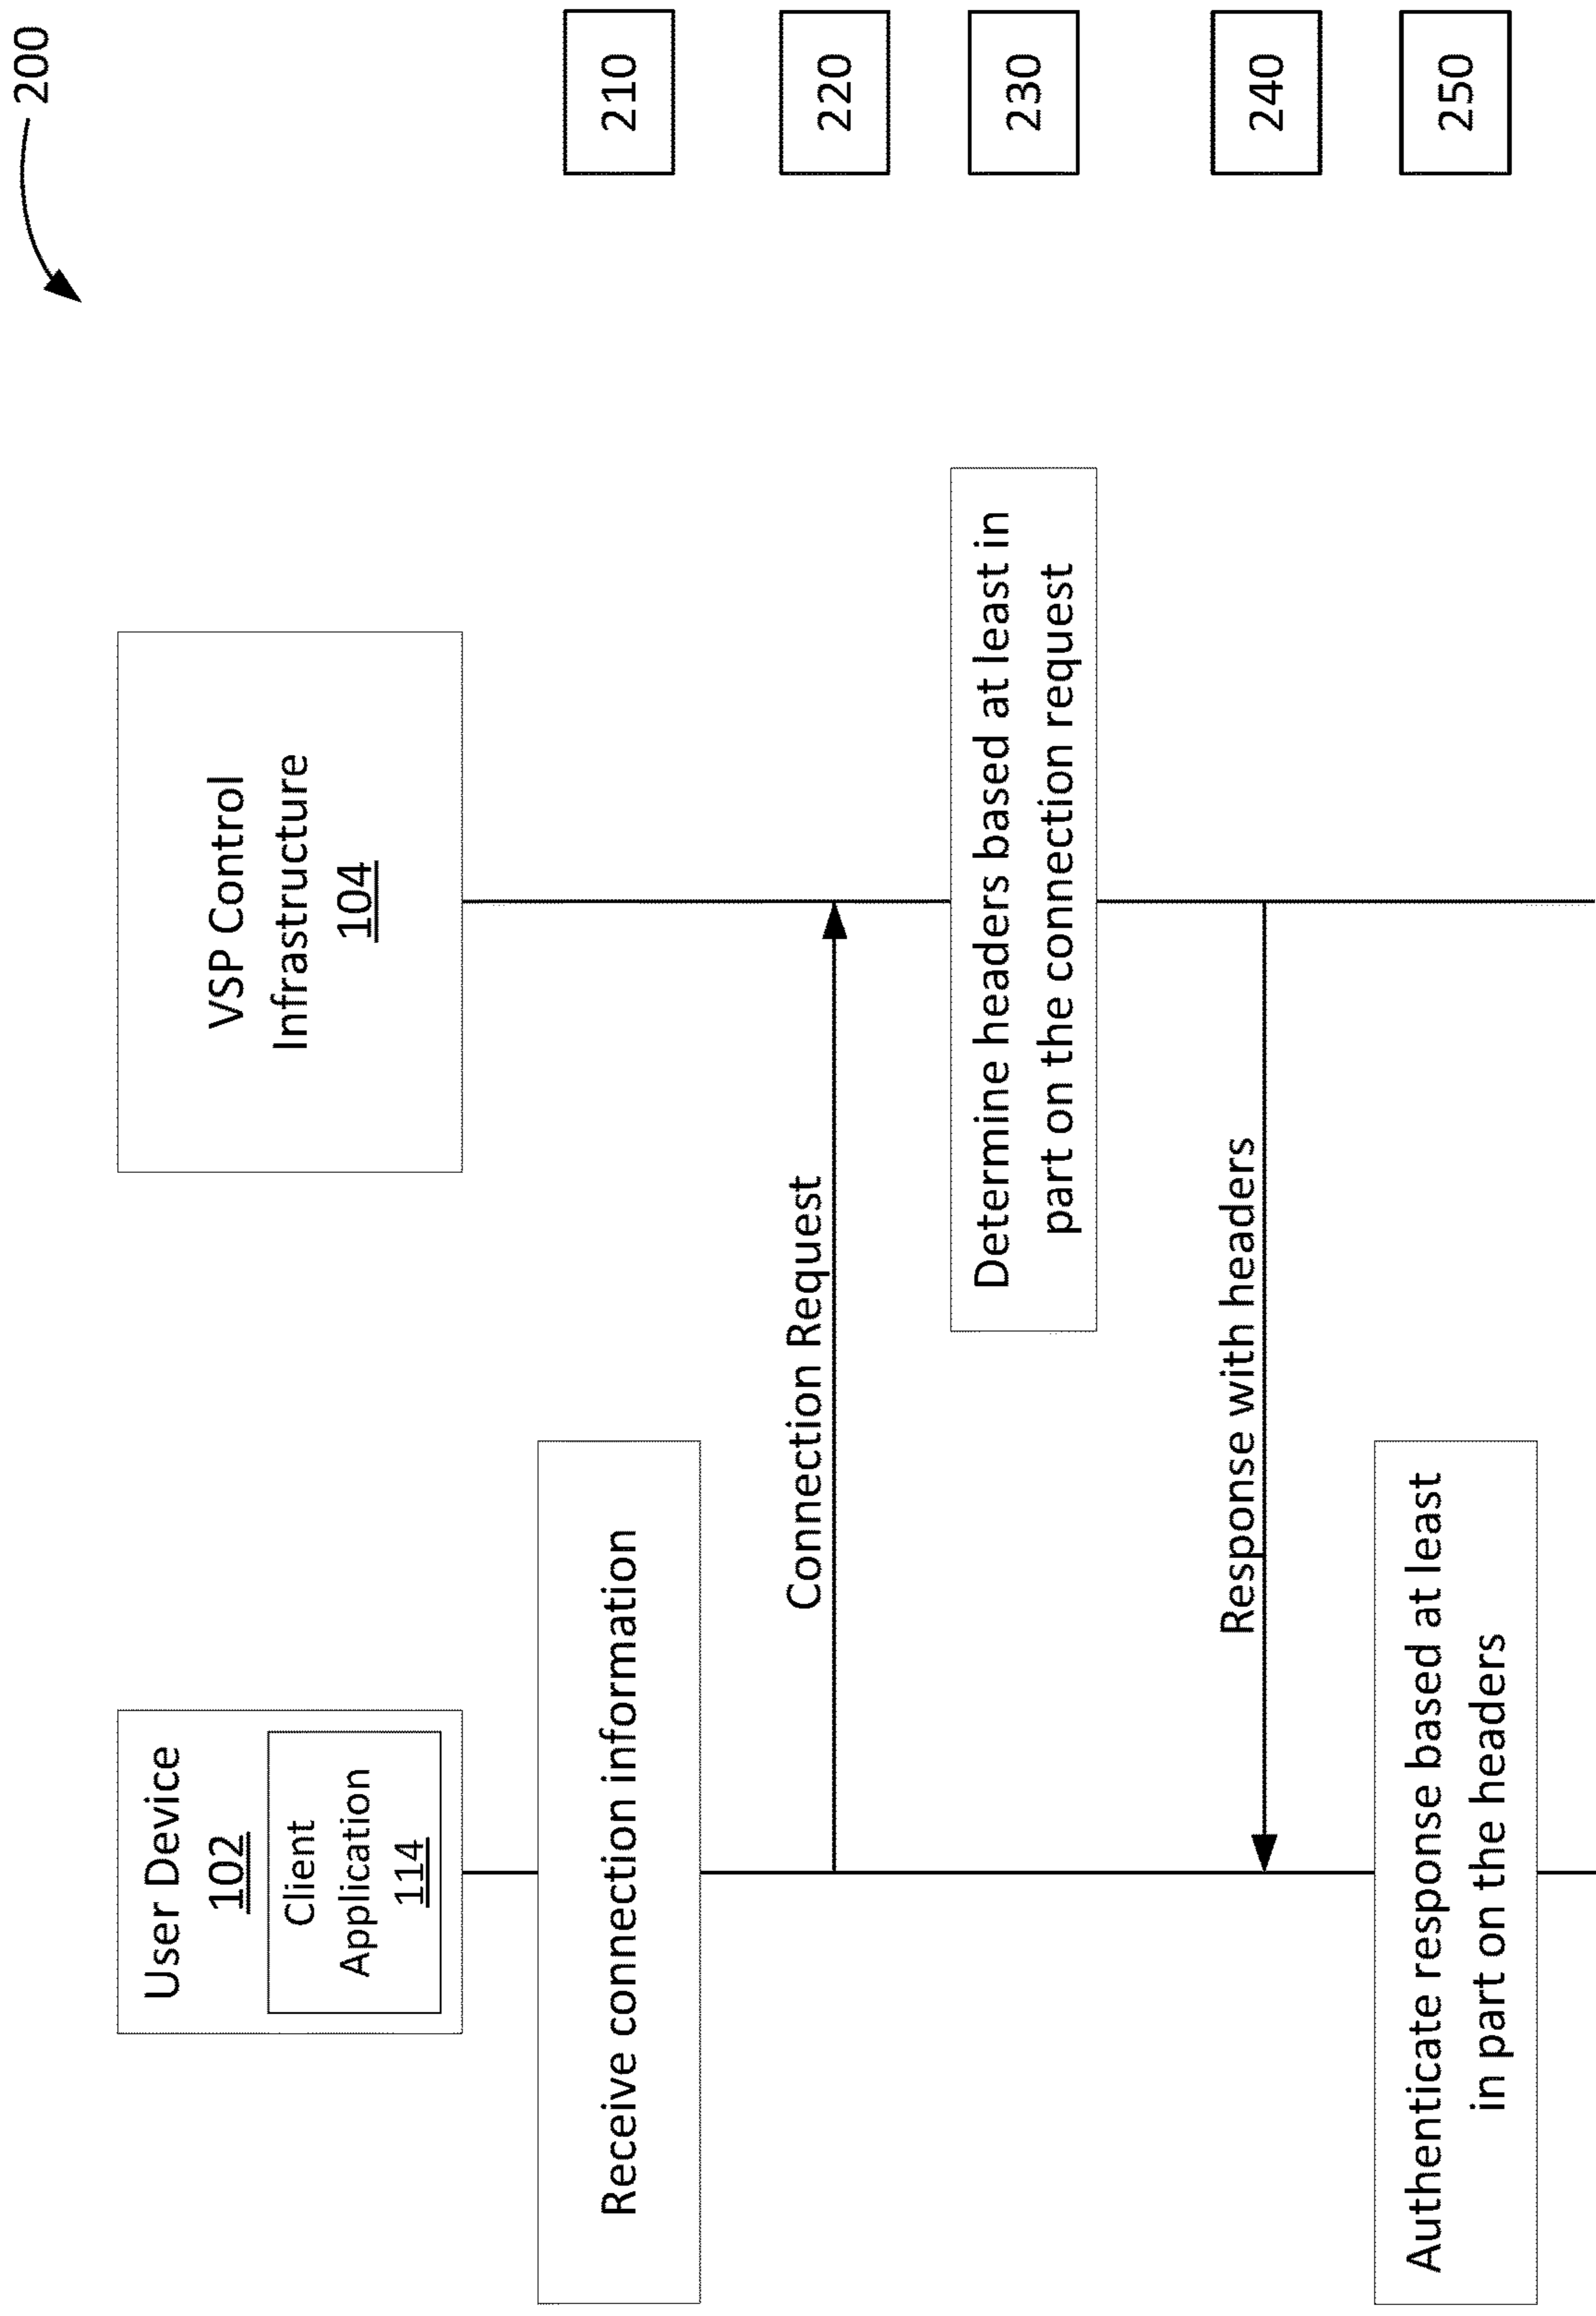 200
User Device
102
Client
Application
114
VSP Control
Infrastructure
104
Receive connection information
210
Connection Request
220
Determine headers based at least in
part on the connection request
230
Response with headers
240
Authenticate response based at least
in part on the headers
250